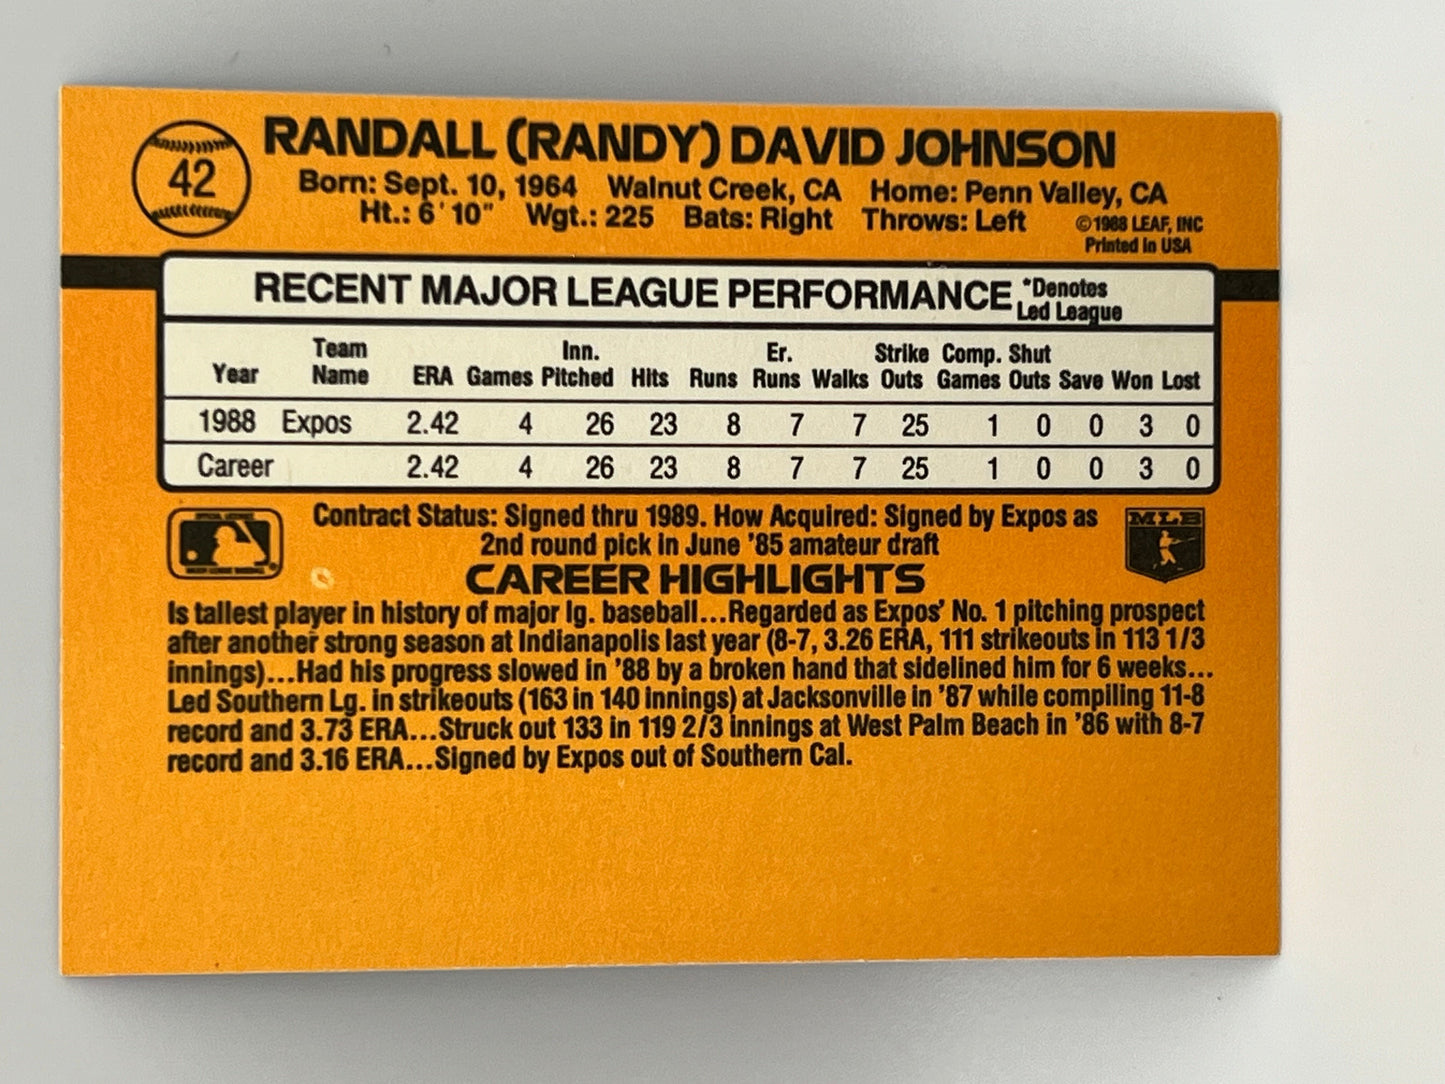 42
RANDALL (RANDY) DAVID JOHNSON
Born: Sept. 10, 1964 Walnut Creek, CA Home: Penn Valley, CA
Ht.: 6' 10" Wgt.: 225 Bats: Right Throws: Left
©1988 LEAF, INC
Printed in USA
RECENT MAJOR LEAGUE PERFORMANCE *Denotes Led League
Year Team Name ERA Games Inn. Pitched Hits Runs Er. Runs Walks Strike Outs Comp. Games Shut Outs Save Won Lost
1988 Expos 2.42 4 26 23 8 7 7 25 1 0 0 3 0
Career 2.42 4 26 23 8 7 7 25 1 0 0 3 0
Contract Status: Signed thru 1989. How Acquired: Signed by Expos as
2nd round pick in June '85 amateur draft
MLB
CAREER HIGHLIGHTS
Is tallest player in history of major lg. baseball...Regarded as Expos' No. 1 pitching prospect
after another strong season at Indianapolis last year (8-7, 3.26 ERA, 111 strikeouts in 113 1/3
innings)...Had his progress slowed in '88 by a broken hand that sidelined him for 6 weeks...
Led Southern Lg. in strikeouts (163 in 140 innings) at Jacksonville in '87 while compiling 11-8
record and 3.73 ERA...Struck out 133 in 119 2/3 innings at West Palm Beach in '86 with 8-7
record and 3.16 ERA...Signed by Expos out of Southern Cal.